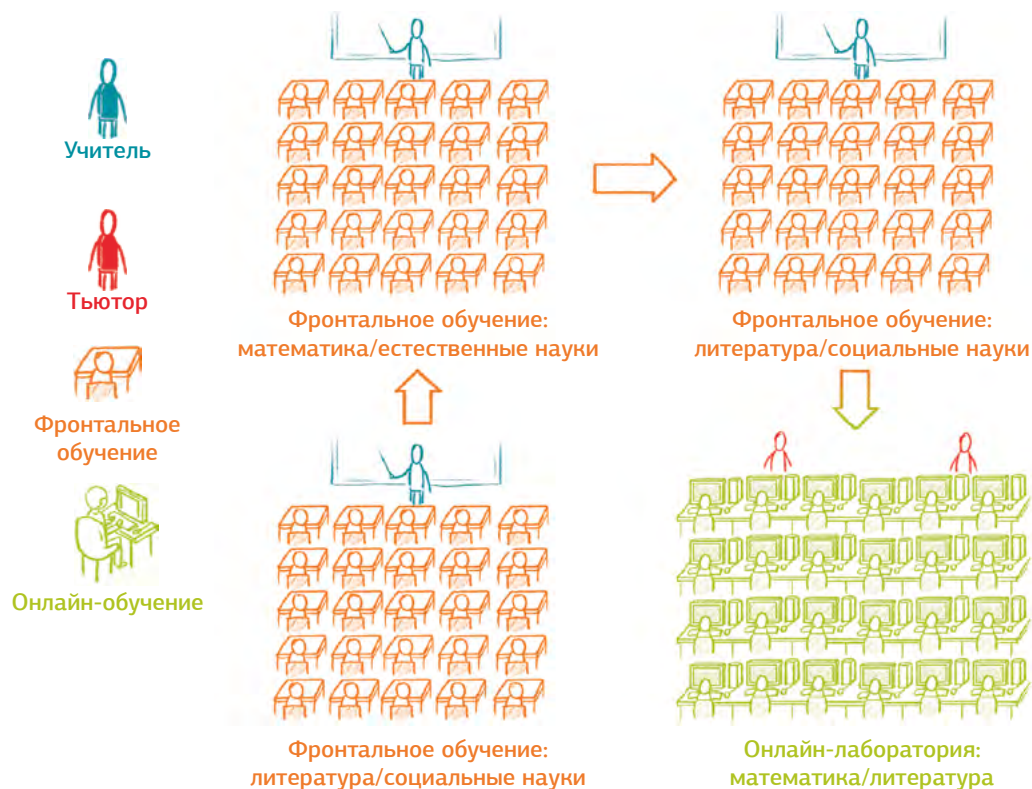 Учитель
Тьютор
Фронтальное
обучение
Онлайн-обучение
Фронтальное обучение:
математика/естественные науки
Фронтальное обучение:
литература/социальные науки
Фронтальное обучение:
литература/социальные науки
Онлайн-лаборатория:
математика/литература